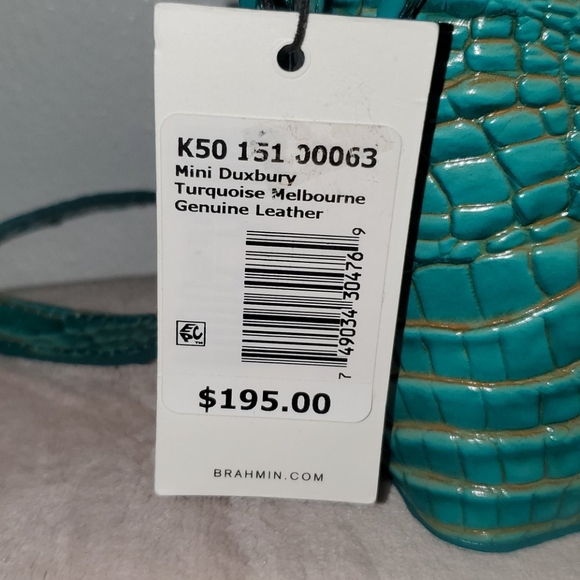 K50 151 00063
Mini Duxbury
Turquoise Melbourne
Genuine Leather
7 49034 30476 9
$195.00
BRAHMIN.COM